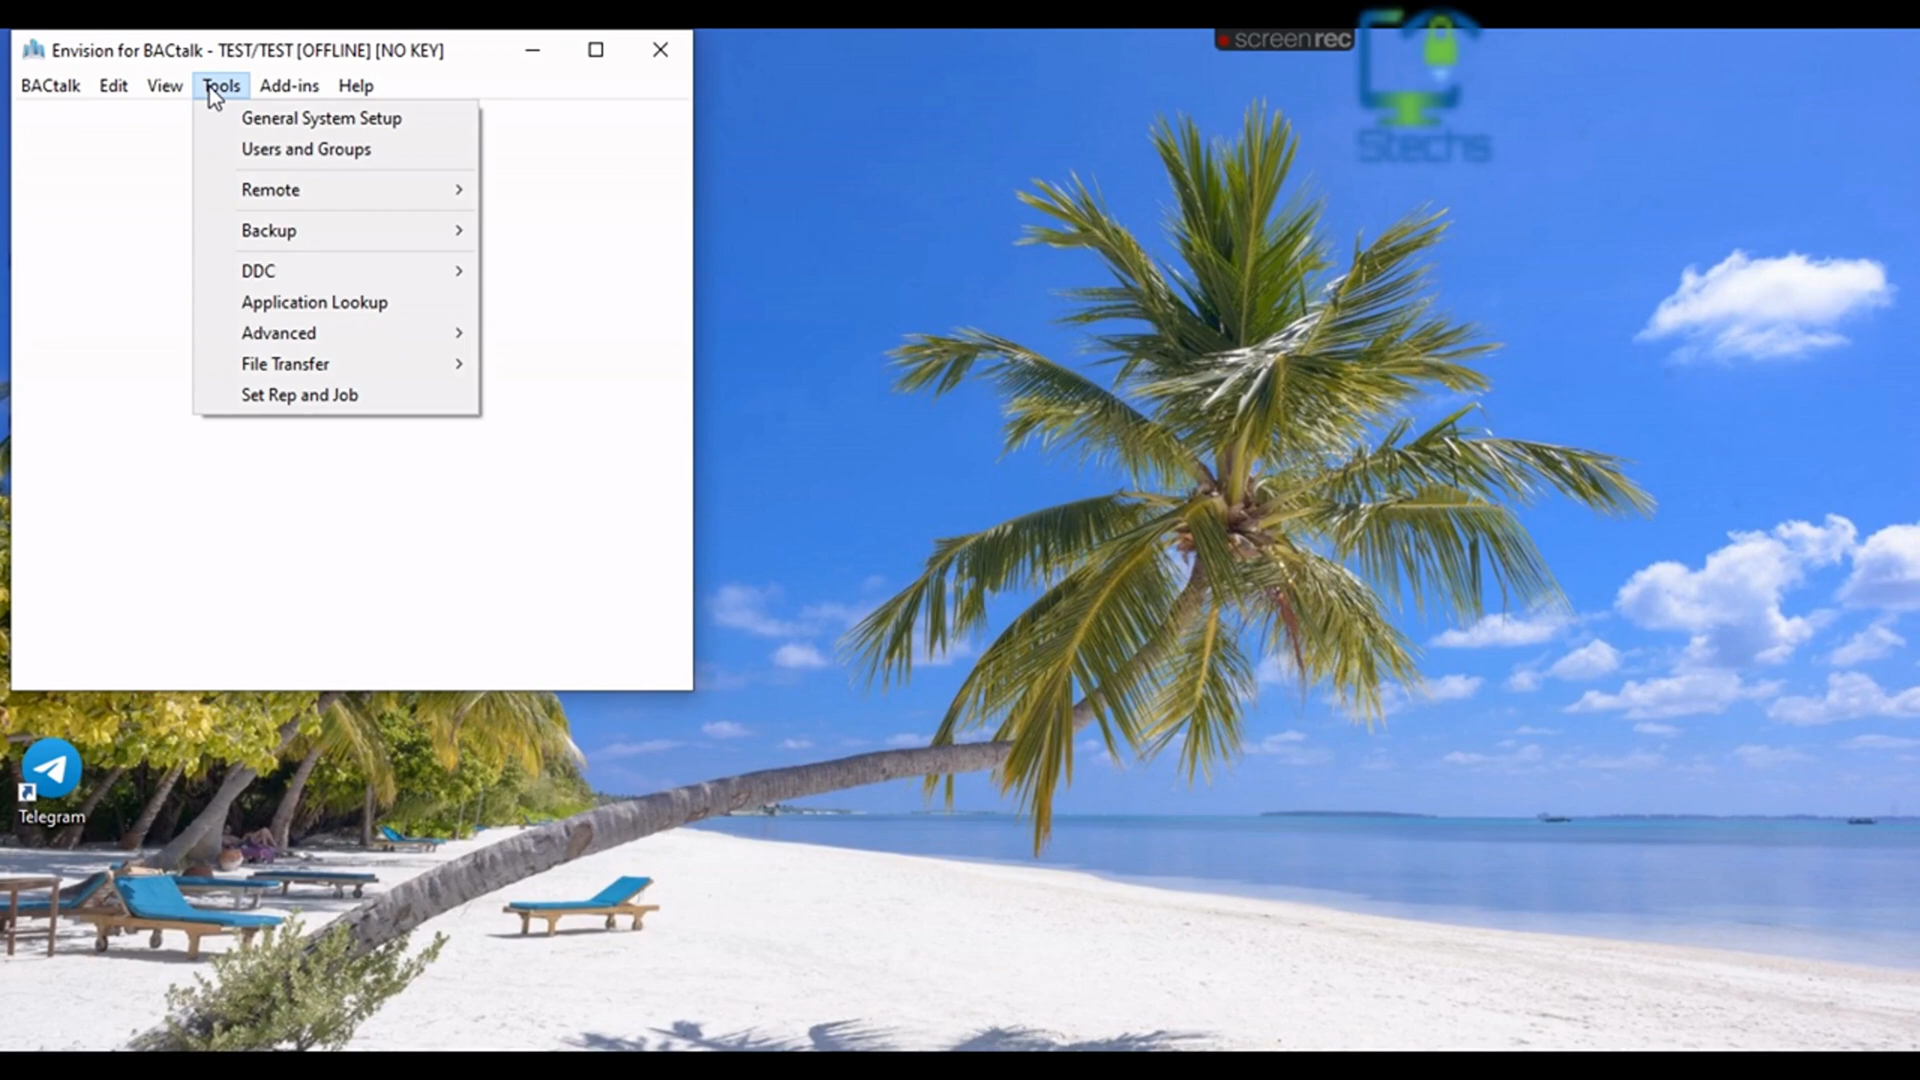 Envision for BACtalk - TEST/TEST [OFFLINE] [NO KEY]
BACtalk Edit View Tools Add-ins Help
General System Setup
Users and Groups
Remote
Backup
DDC
Application Lookup
Advanced
File Transfer
Set Rep and Job
screenrec
Stechs
Telegram